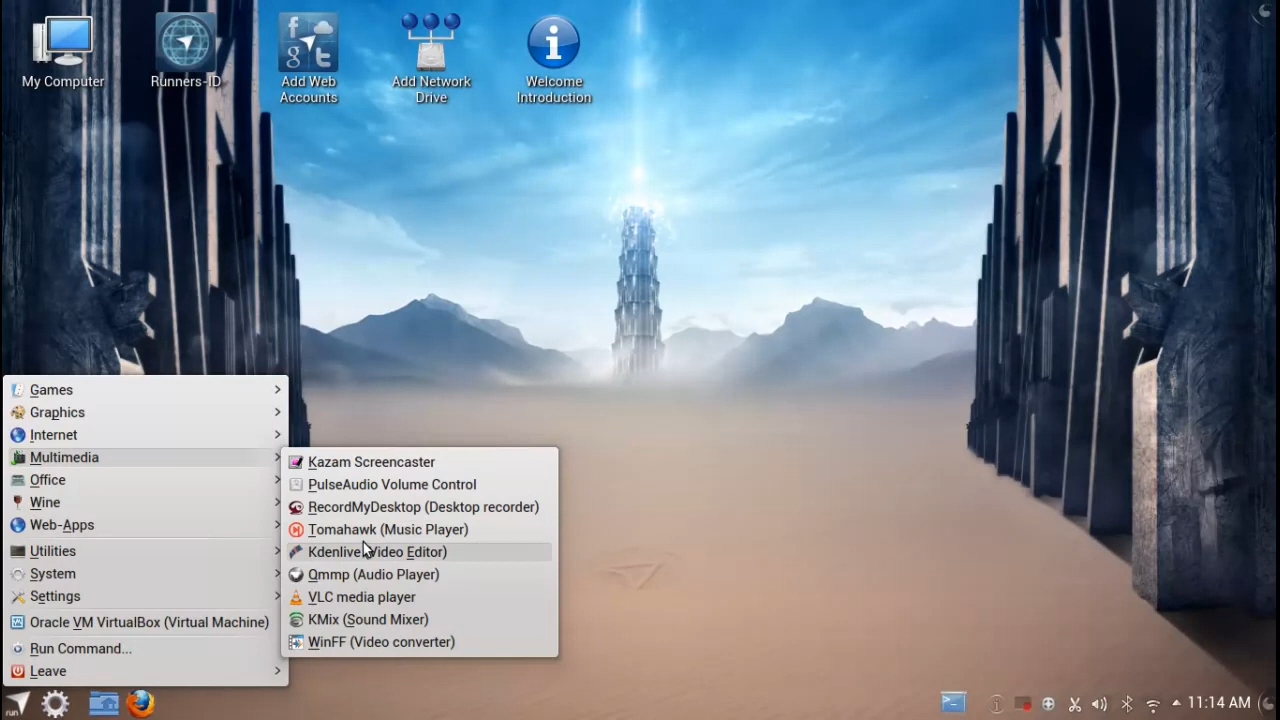 My Computer
Runners-ID
Add Web
Accounts
Add Network
Drive
Welcome
Introduction
Games
Graphics
Internet
Multimedia
Office
Wine
Web-Apps
Utilities
System
Settings
Oracle VM VirtualBox (Virtual Machine)
Run Command...
Leave
Kazam Screencaster
PulseAudio Volume Control
RecordMyDesktop (Desktop recorder)
Tomahawk (Music Player)
Kdenlive (Video Editor)
Qmmp (Audio Player)
VLC media player
KMix (Sound Mixer)
WinFF (Video converter)
run
11:14 AM